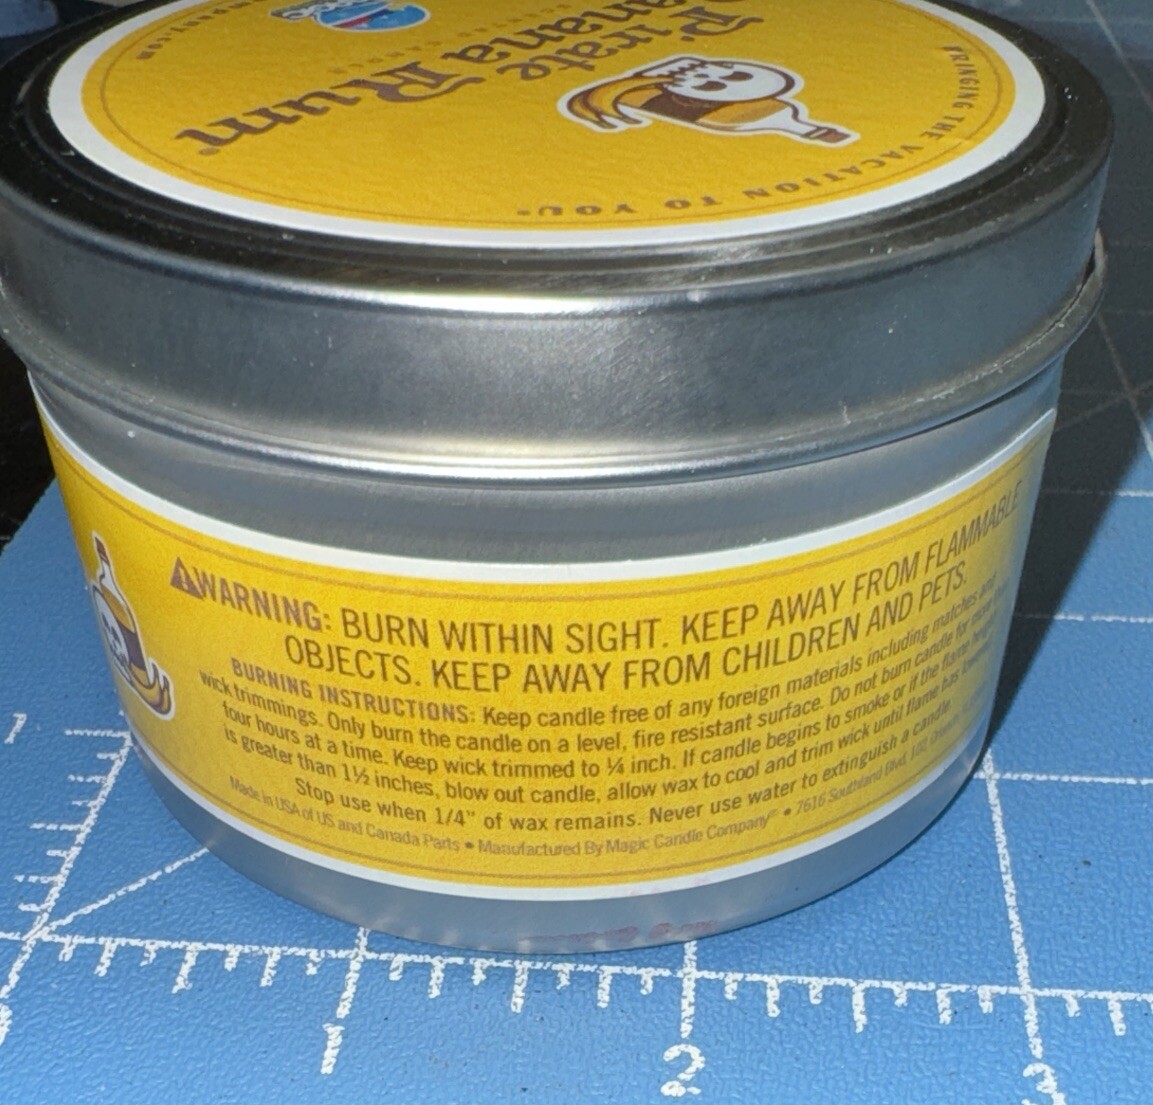 Pirate
Rum®
SCENTED CANDLE
BRINGING THE VACATION TO YOU®
WARNING: BURN WITHIN SIGHT. KEEP AWAY FROM FLAMMABLE
OBJECTS. KEEP AWAY FROM CHILDREN AND PETS.
BURNING INSTRUCTIONS: Keep candle free of any foreign materials including matches and
wick trimmings. Only burn the candle on a level, fire resistant surface. Do not burn candle for more than
four hours at a time. Keep wick trimmed to ¼ inch. If candle begins to smoke or if the flame height
is greater than 1½ inches, blow out candle, allow wax to cool and trim wick until flame has lowered.
Stop use when 1/4" of wax remains. Never use water to extinguish a candle.
Made in USA of US and Canada Parts • Manufactured By Magic Candle Company® • 7616 Southland Blvd, 102,
1
1
2
3